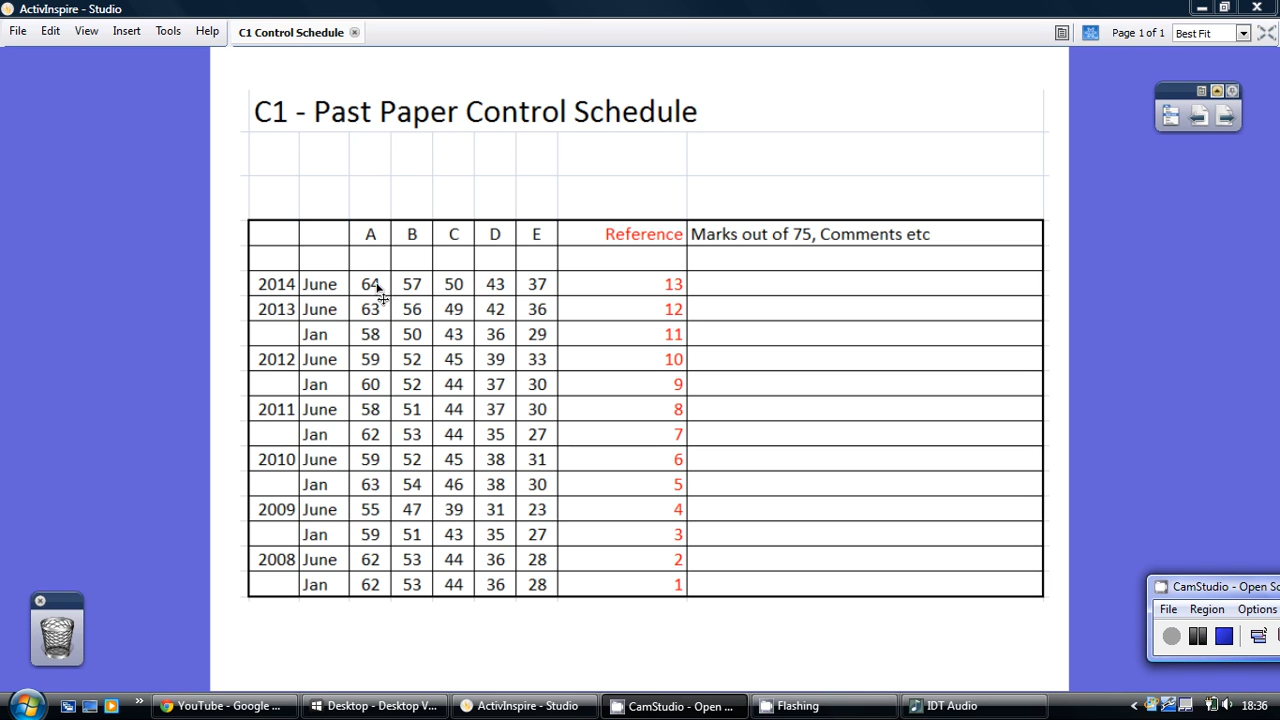 ActivInspire - Studio
File Edit View Insert Tools Help C1 Control Schedule Page 1 of 1 Best Fit
C1 - Past Paper Control Schedule
A B C D E Reference Marks out of 75, Comments etc
2014 June 64 57 50 43 37 13
2013 June 63 56 49 42 36 12
Jan 58 50 43 36 29 11
2012 June 59 52 45 39 33 10
Jan 60 52 44 37 30 9
2011 June 58 51 44 37 30 8
Jan 62 53 44 35 27 7
2010 June 59 52 45 38 31 6
Jan 63 54 46 38 30 5
2009 June 55 47 39 31 23 4
Jan 59 51 43 35 27 3
2008 June 62 53 44 36 28 2
Jan 62 53 44 36 28 1
CamStudio - Open Sc
File Region Options
YouTube - Google ... Desktop - Desktop V... ActivInspire - Studio CamStudio - Open ... Flashing IDT Audio 18:36